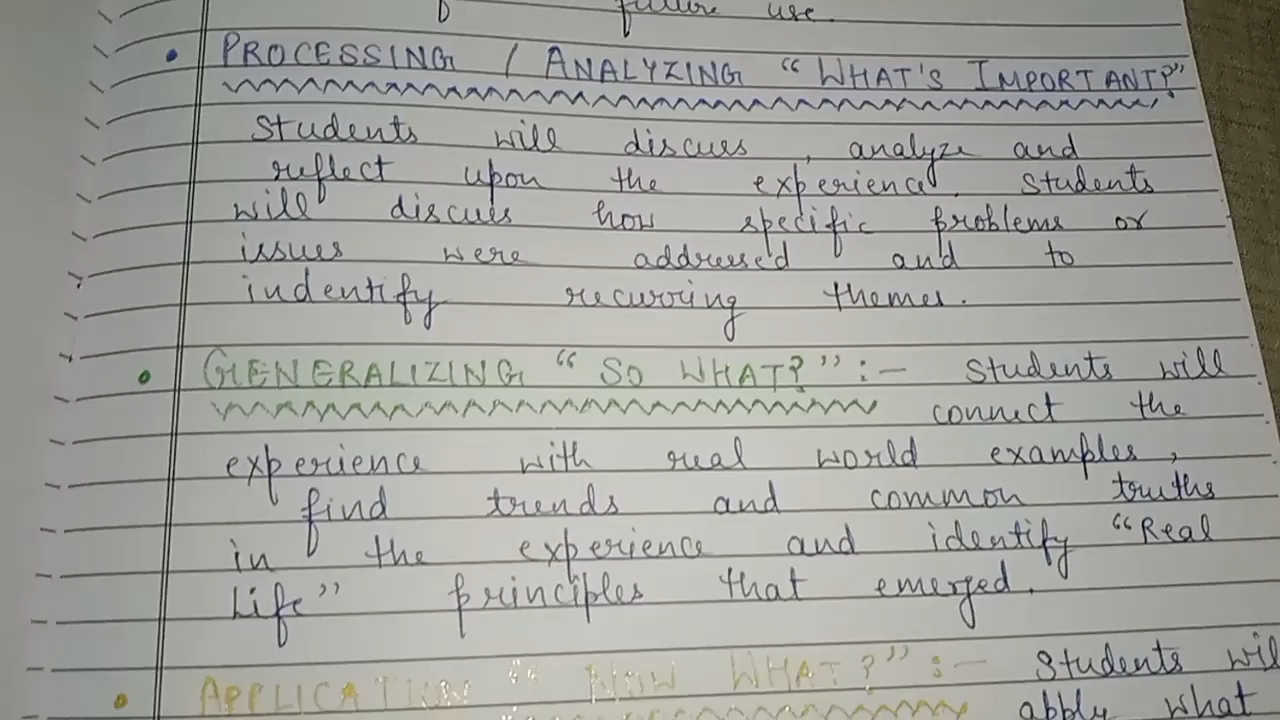 future use.
• PROCESSING / ANALYZING "WHAT'S IMPORTANT?"
Students will discues, analyze and
reflect upon the experience. Students
will discues how specific problems or
issues were addressed and to
indentify recurring themes.
• GENERALIZING "SO WHAT?" :- Students will
connect the
experience with real world examples,
find trends and common truths
in the experience and identify "Real
Life" principles that emerged.
• APPLICATION "NOW WHAT?" :- Students will
apply what